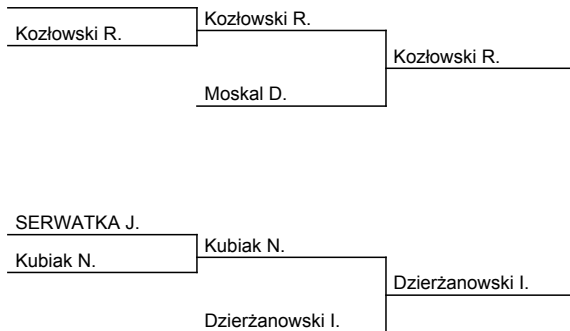 Kozłowski R.
Kozłowski R.
Kozłowski R.
Moskal D.
SERWATKA J.
Kubiak N.
Kubiak N.
Dzierżanowski I.
Dzierżanowski I.